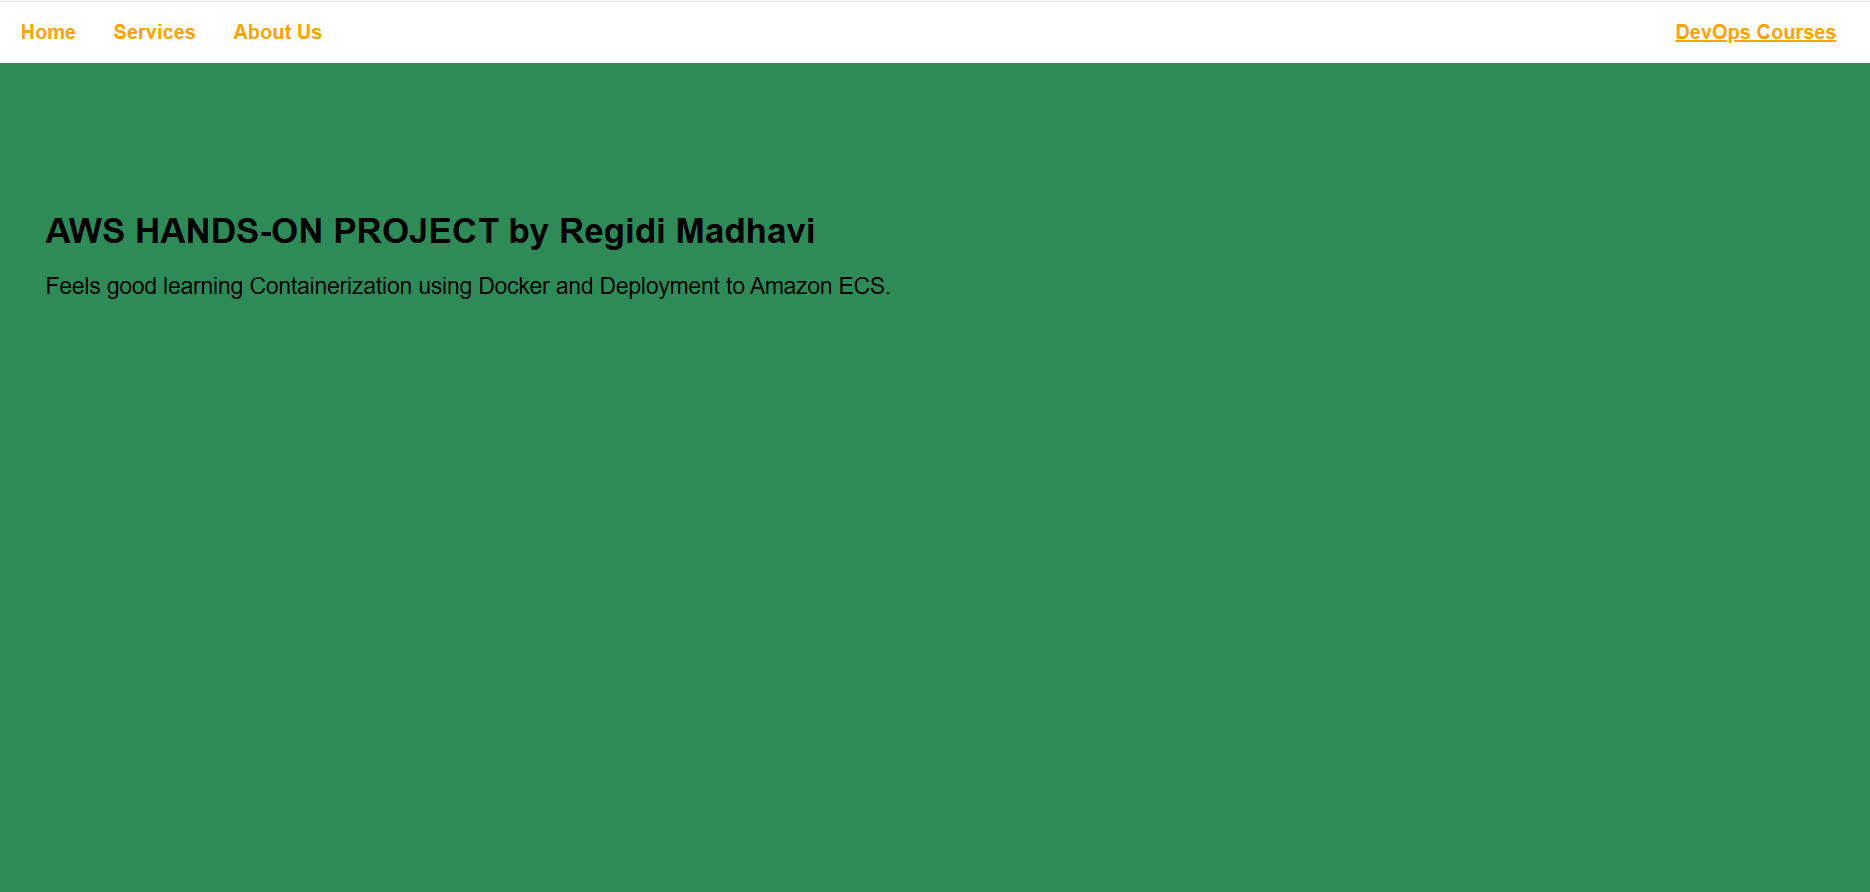 Home Services About Us DevOps Courses
AWS HANDS-ON PROJECT by Regidi Madhavi
Feels good learning Containerization using Docker and Deployment to Amazon ECS.